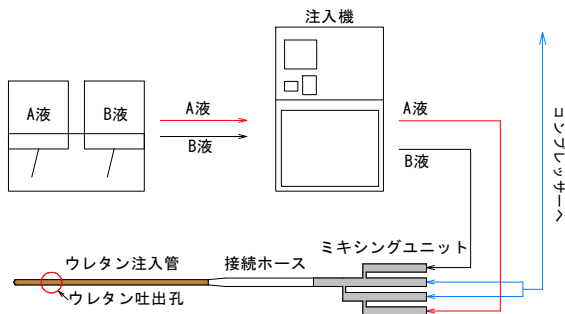 注入機
A液
B液
A液
B液
A液
B液
コンプレッサーへ
ウレタン注入管
接続ホース
ミキシングユニット
ウレタン吐出孔